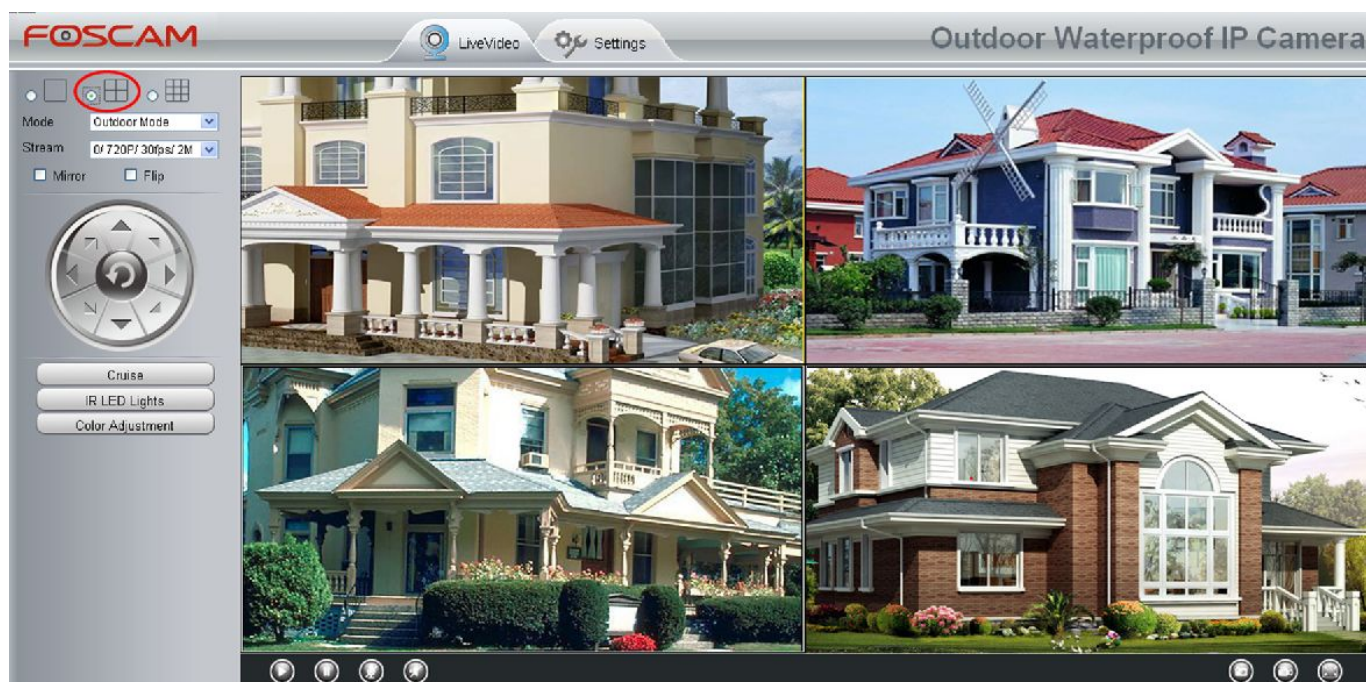 FOSCAM
LiveVideo
Settings
Outdoor Waterproof IP Camera
Mode
Outdoor Mode
Stream
0/ 720P/ 30fps/ 2M
Mirror
Flip
Cruise
IR LED Lights
Color Adjustment